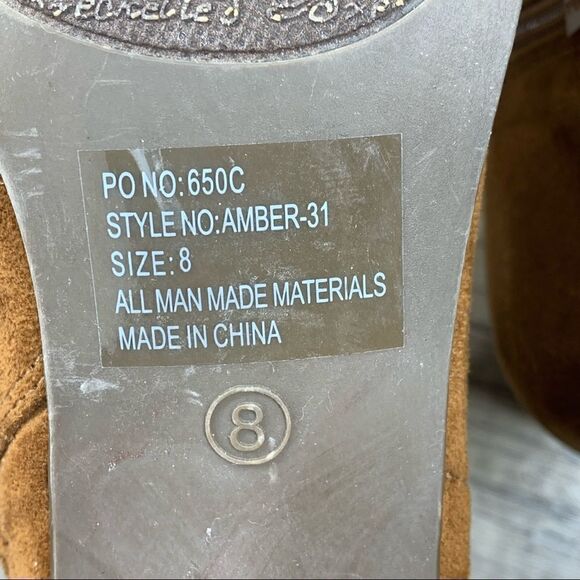 PO NO:650C
STYLE NO:AMBER-31
SIZE:8
ALL MAN MADE MATERIALS
MADE IN CHINA
8